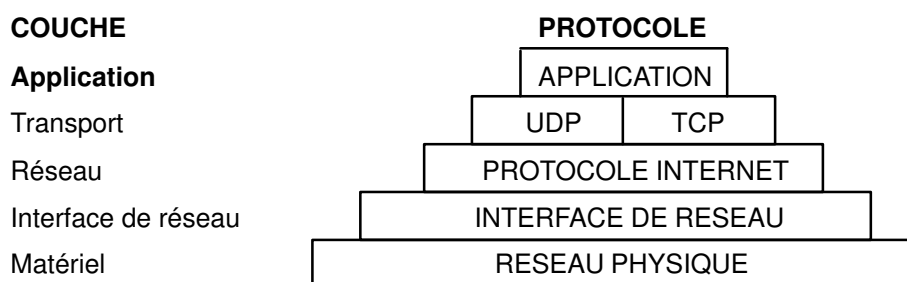 COUCHE PROTOCOLE
Application APPLICATION
Transport UDP TCP
Réseau PROTOCOLE INTERNET
Interface de réseau INTERFACE DE RESEAU
Matériel RESEAU PHYSIQUE